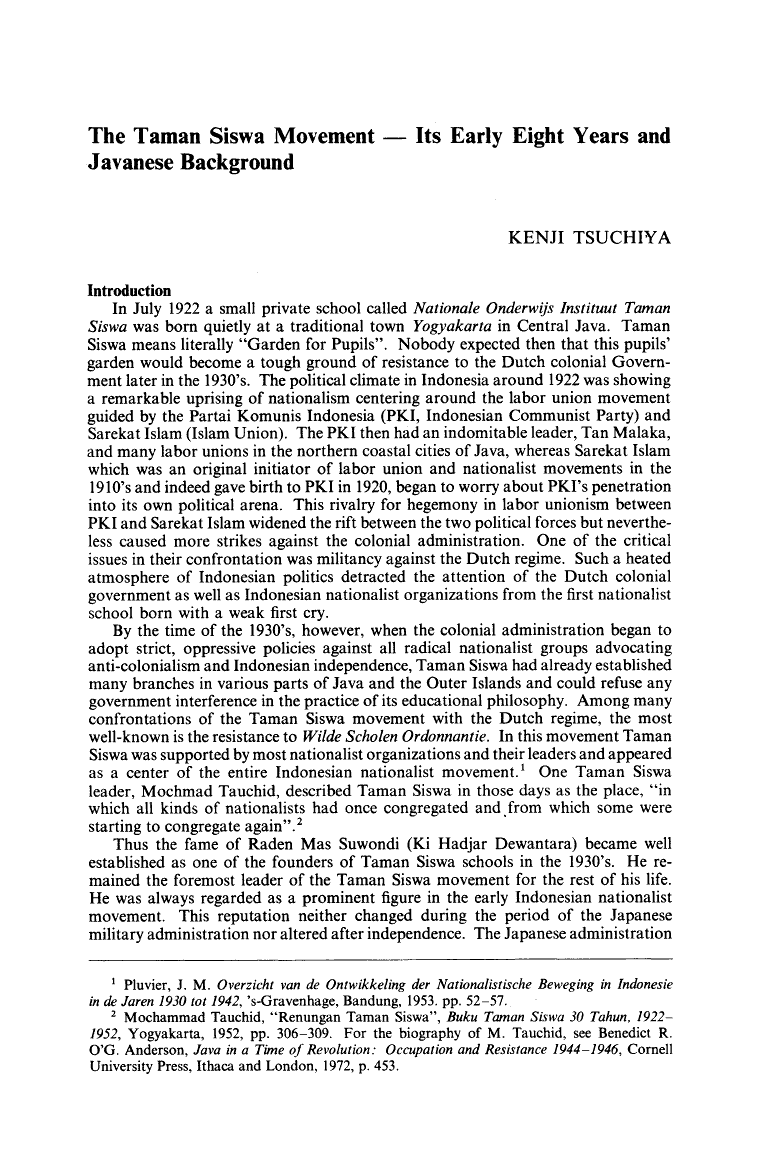 The Taman Siswa Movement — Its Early Eight Years and
Javanese Background
KENJI TSUCHIYA
Introduction
In July 1922 a small private school called Nationale Onderwijs Instituut Taman
Siswa was born quietly at a traditional town Yogyakarta in Central Java. Taman
Siswa means literally “Garden for Pupils”. Nobody expected then that this pupils’
garden would become a tough ground of resistance to the Dutch colonial Govern-
ment later in the 1930’s. The political climate in Indonesia around 1922 was showing
a remarkable uprising of nationalism centering around the labor union movement
guided by the Partai Komunis Indonesia (PKI, Indonesian Communist Party) and
Sarekat Islam (Islam Union). The PKI then had an indomitable leader, Tan Malaka,
and many labor unions in the northern coastal cities of Java, whereas Sarekat Islam
which was an original initiator of labor union and nationalist movements in the
1910’s and indeed gave birth to PKI in 1920, began to worry about PKI’s penetration
into its own political arena. This rivalry for hegemony in labor unionism between
PKI and Sarekat Islam widened the rift between the two political forces but neverthe-
less caused more strikes against the colonial administration. One of the critical
issues in their confrontation was militancy against the Dutch regime. Such a heated
atmosphere of Indonesian politics detracted the attention of the Dutch colonial
government as well as Indonesian nationalist organizations from the first nationalist
school born with a weak first cry.
By the time of the 1930’s, however, when the colonial administration began to
adopt strict, oppressive policies against all radical nationalist groups advocating
anti-colonialism and Indonesian independence, Taman Siswa had already established
many branches in various parts of Java and the Outer Islands and could refuse any
government interference in the practice of its educational philosophy. Among many
confrontations of the Taman Siswa movement with the Dutch regime, the most
well-known is the resistance to Wilde Scholen Ordonnantie. In this movement Taman
Siswa was supported by most nationalist organizations and their leaders and appeared
as a center of the entire Indonesian nationalist movement.¹ One Taman Siswa
leader, Mochmad Tauchid, described Taman Siswa in those days as the place, “in
which all kinds of nationalists had once congregated and from which some were
starting to congregate again”.²
Thus the fame of Raden Mas Suwondi (Ki Hadjar Dewantara) became well
established as one of the founders of Taman Siswa schools in the 1930’s. He re-
mained the foremost leader of the Taman Siswa movement for the rest of his life.
He was always regarded as a prominent figure in the early Indonesian nationalist
movement. This reputation neither changed during the period of the Japanese
military administration nor altered after independence. The Japanese administration
¹ Pluvier, J. M. Overzicht van de Ontwikkeling der Nationalistische Beweging in Indonesie
in de Jaren 1930 tot 1942, ’s-Gravenhage, Bandung, 1953. pp. 52–57.
² Mochammad Tauchid, “Renungan Taman Siswa”, Buku Taman Siswa 30 Tahun, 1922–
1952, Yogyakarta, 1952, pp. 306–309. For the biography of M. Tauchid, see Benedict R.
O’G. Anderson, Java in a Time of Revolution: Occupation and Resistance 1944–1946, Cornell
University Press, Ithaca and London, 1972, p. 453.